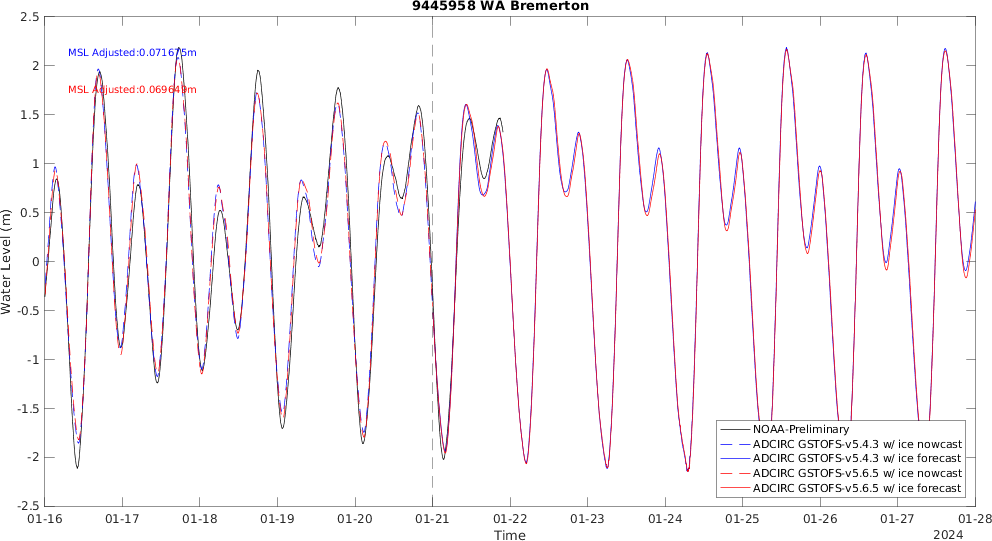 9445958 WA Bremerton
MSL Adjusted:0.071675m
MSL Adjusted:0.069649m
Water Level (m)
2.5
2
1.5
1
0.5
0
-0.5
-1
-1.5
-2
-2.5
NOAA-Preliminary
ADCIRC GSTOFS-v5.4.3 w/ ice nowcast
ADCIRC GSTOFS-v5.4.3 w/ ice forecast
ADCIRC GSTOFS-v5.6.5 w/ ice nowcast
ADCIRC GSTOFS-v5.6.5 w/ ice forecast
01-16 01-17 01-18 01-19 01-20 01-21 01-22 01-23 01-24 01-25 01-26 01-27 01-28
Time
2024